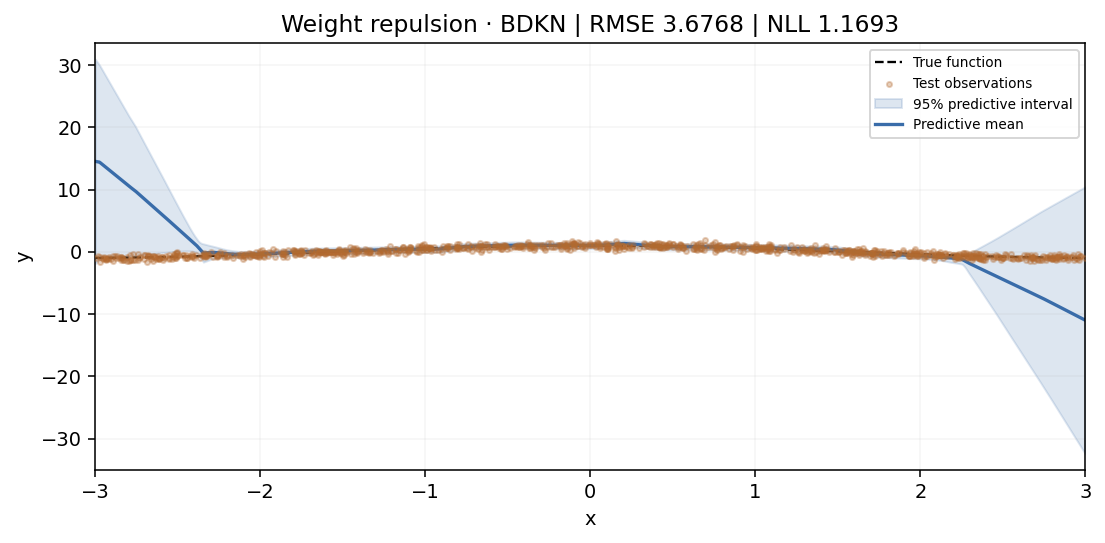 Weight repulsion · BDKN | RMSE 3.6768 | NLL 1.1693
True function
Test observations
95% predictive interval
Predictive mean
y
30
20
10
0
−10
−20
−30
−3
−2
−1
0
1
2
3
x